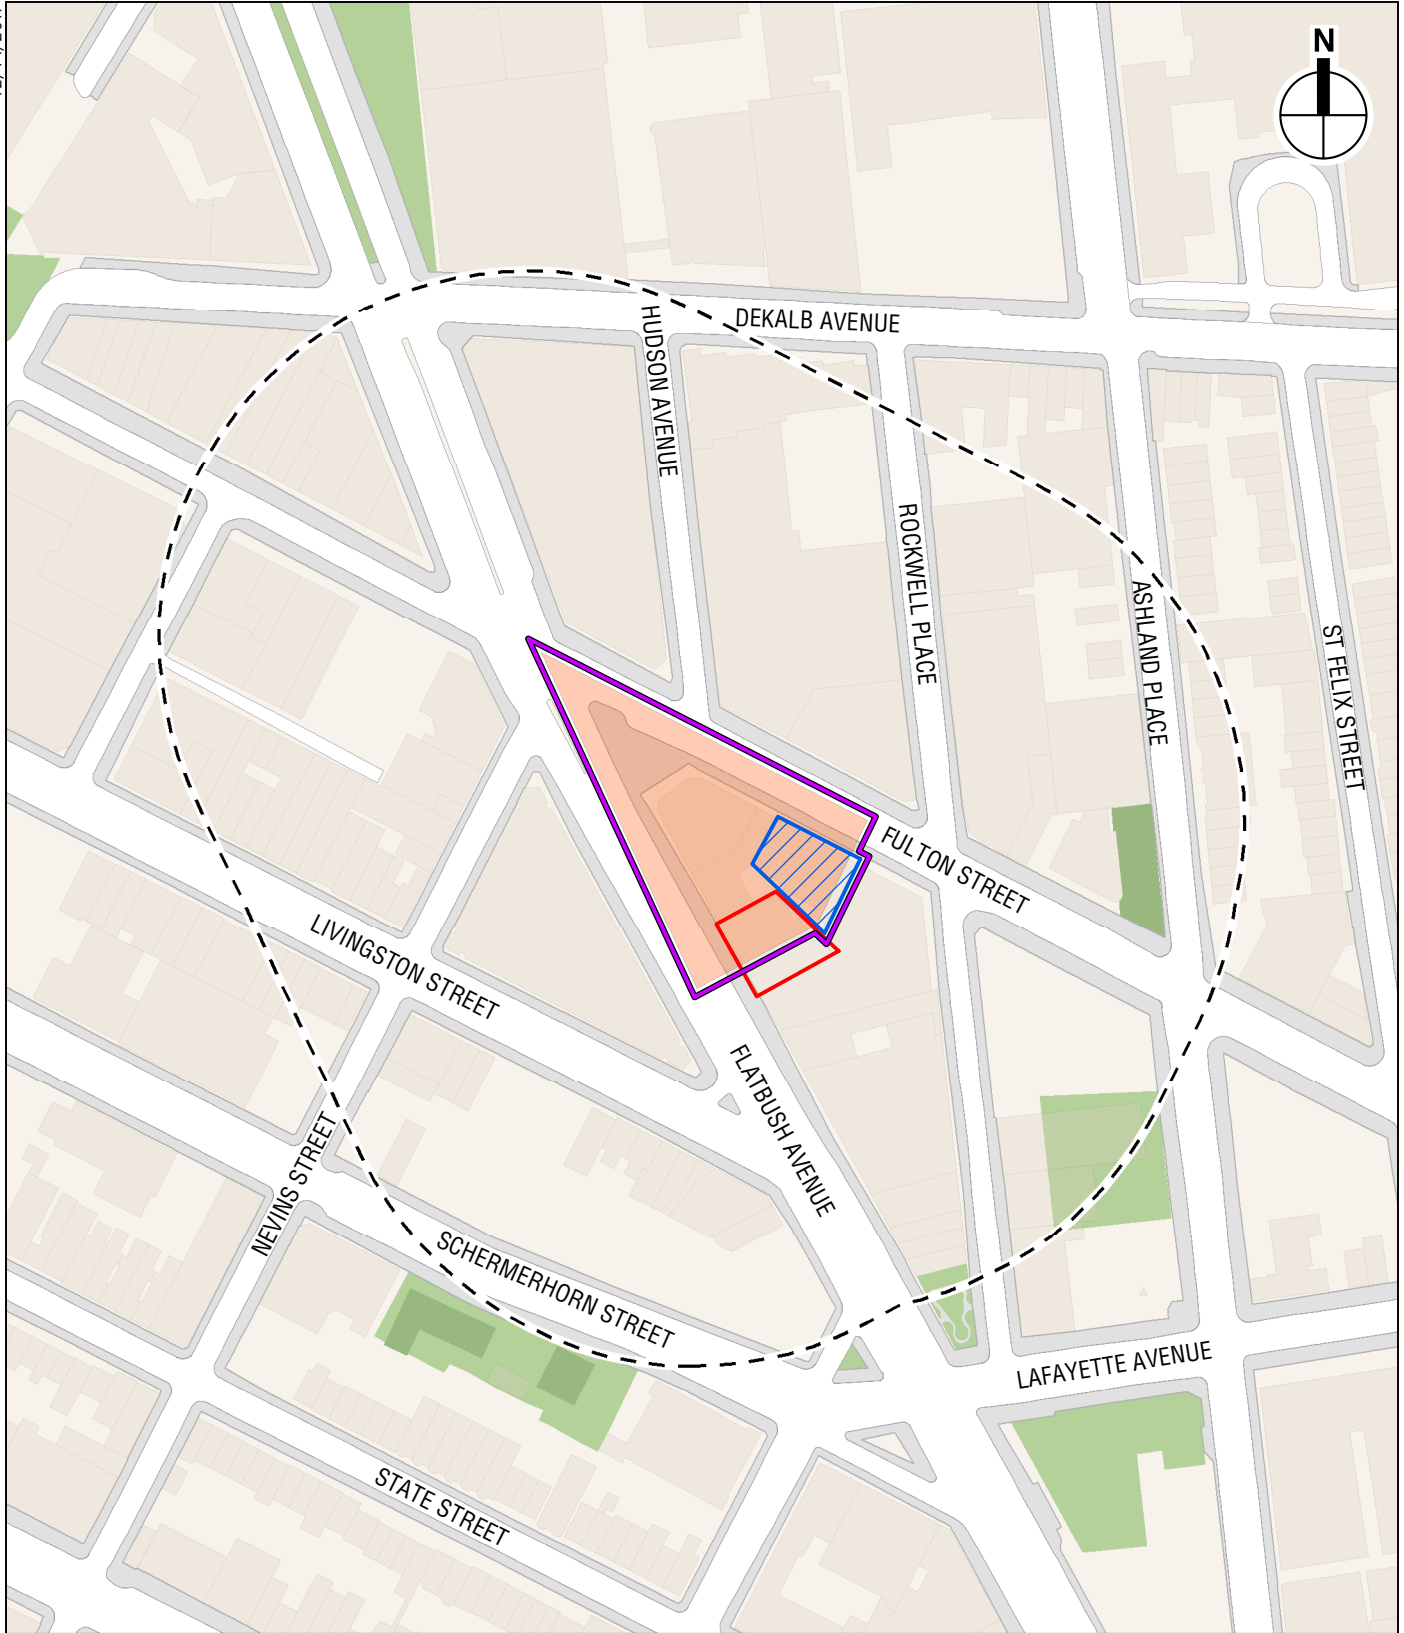 N
DEKALB AVENUE
HUDSON AVENUE
ROCKWELL PLACE
ASHLAND PLACE
ST FELIX STREET
FULTON STREET
LIVINGSTON STREET
FLATBUSH AVENUE
NEVINS STREET
SCHERMERHORN STREET
LAFAYETTE AVENUE
STATE STREET